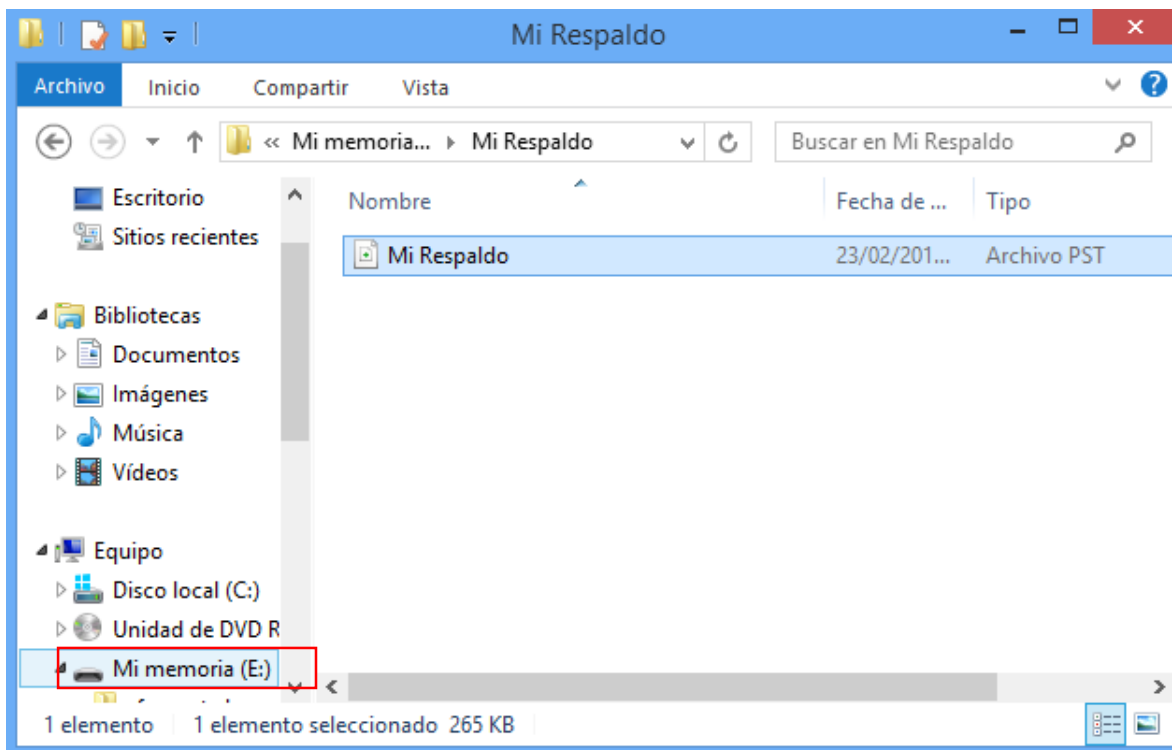 Mi Respaldo
Archivo Inicio Compartir Vista
« Mi memoria... Mi Respaldo Buscar en Mi Respaldo
Escritorio
Sitios recientes
Bibliotecas
Documentos
Imágenes
Música
Vídeos
Equipo
Disco local (C:)
Unidad de DVD R
Mi memoria (E:)
Nombre Fecha de ... Tipo
Mi Respaldo 23/02/201... Archivo PST
1 elemento 1 elemento seleccionado 265 KB